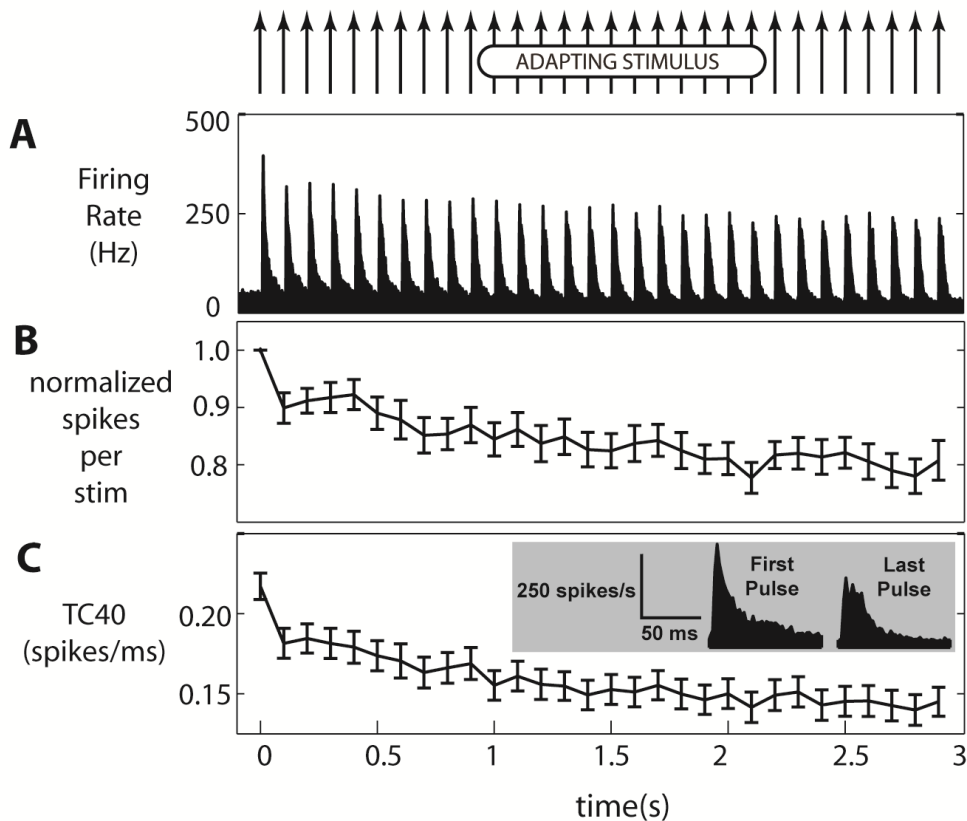 ADAPTING STIMULUS
A
Firing
Rate
(Hz)
500
250
0
B
normalized
spikes
per
stim
1.0
0.9
0.8
C
TC40
(spikes/ms)
0.20
0.15
250 spikes/s
50 ms
First
Pulse
Last
Pulse
0 0.5 1 1.5 2 2.5 3
time(s)